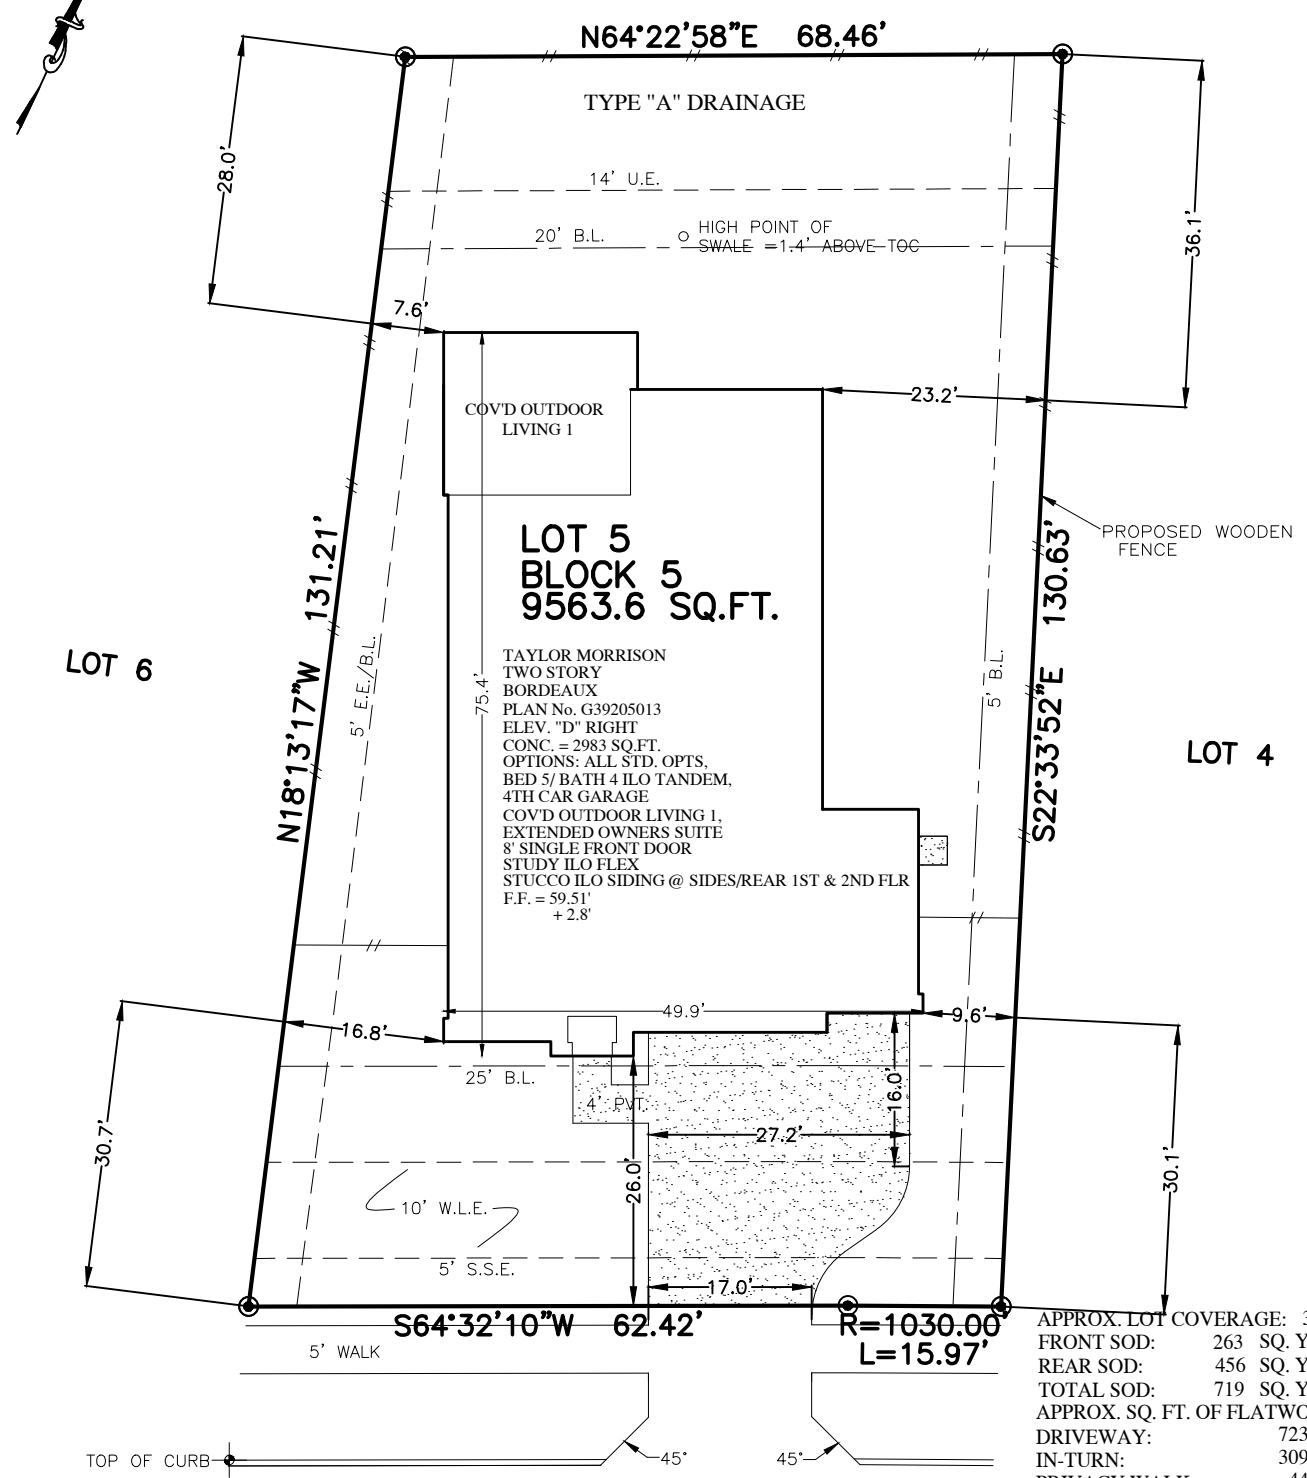 N64°22'58"E 68.46'
TYPE "A" DRAINAGE
28.0'
14' U.E.
36.1'
20' B.L.
HIGH POINT OF
SWALE =1.4' ABOVE TOC
7.6'
23.2'
COV'D OUTDOOR
LIVING 1
PROPOSED WOODEN
FENCE
LOT 5
BLOCK 5
9563.6 SQ.FT.
N18°13'17"W 131.21'
S22°33'52"E 130.63'
5' E.E./B.L.
5' B.L.
LOT 6
LOT 4
75.4'
TAYLOR MORRISON
TWO STORY
BORDEAUX
PLAN No. G39205013
ELEV. "D" RIGHT
CONC. = 2983 SQ.FT.
OPTIONS: ALL STD. OPTS,
BED 5/ BATH 4 ILO TANDEM,
4TH CAR GARAGE
COV'D OUTDOOR LIVING 1,
EXTENDED OWNERS SUITE
8' SINGLE FRONT DOOR
STUDY ILO FLEX
STUCCO ILO SIDING @ SIDES/REAR 1ST & 2ND FLR
F.F. = 59.51'
+ 2.8'
49.9'
16.8'
9.6'
25' B.L.
4' PVT.
16.0'
27.2'
30.7'
26.0'
30.1'
10' W.L.E.
5' S.S.E.
17.0'
S64°32'10"W 62.42'
R=1030.00'
L=15.97'
5' WALK
TOP OF CURB
45°
45°
APPROX. LOT COVERAGE:
FRONT SOD: 263 SQ. Y
REAR SOD: 456 SQ. Y
TOTAL SOD: 719 SQ. Y
APPROX. SQ. FT. OF FLATWO
DRIVEWAY: 723
IN-TURN: 309